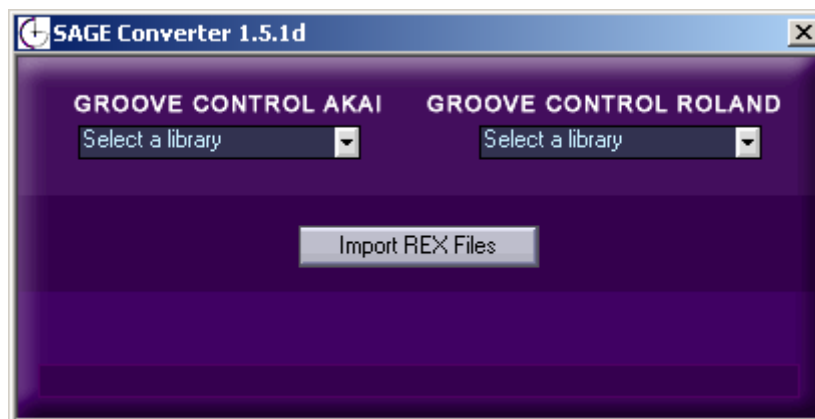 SAGE Converter 1.5.1d
GROOVE CONTROL AKAI
GROOVE CONTROL ROLAND
Select a library
Select a library
Import REX Files